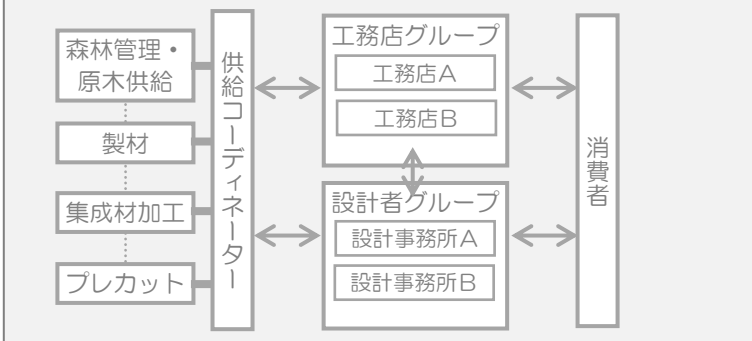 森林管理・
原木供給
製材
集成材加工
プレカット
供給コーディネーター
工務店グループ
工務店A
工務店B
設計者グループ
設計事務所A
設計事務所B
消費者